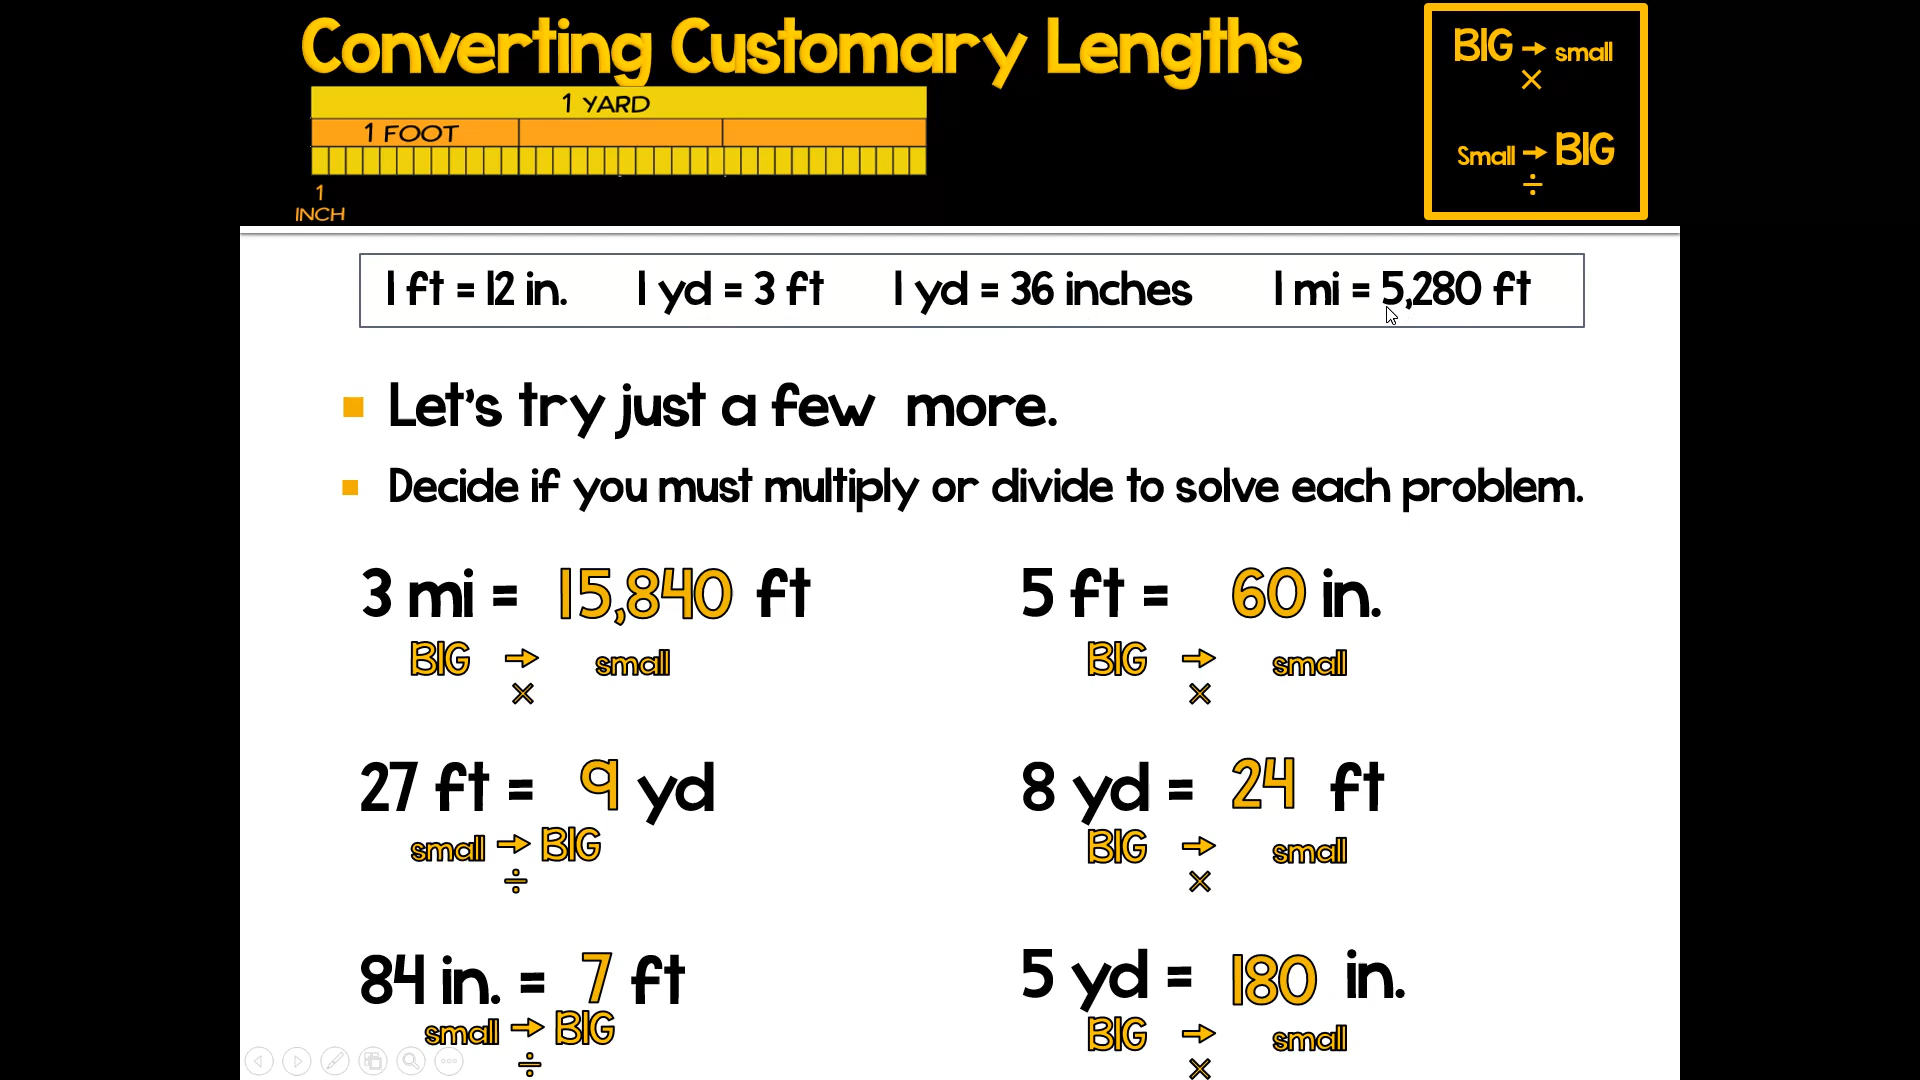 Converting Customary Lengths
1 YARD
1 FOOT
1
INCH
BIG → small
×
Small → BIG
÷
1 ft = 12 in. 1 yd = 3 ft 1 yd = 36 inches 1 mi = 5,280 ft
Let's try just a few more.
Decide if you must multiply or divide to solve each problem.
3 mi = 15,840 ft
BIG → small
×
5 ft = 60 in.
BIG → small
×
27 ft = 9 yd
small → BIG
÷
8 yd = 24 ft
BIG → small
×
84 in. = 7 ft
small → BIG
÷
5 yd = 180 in.
BIG → small
×